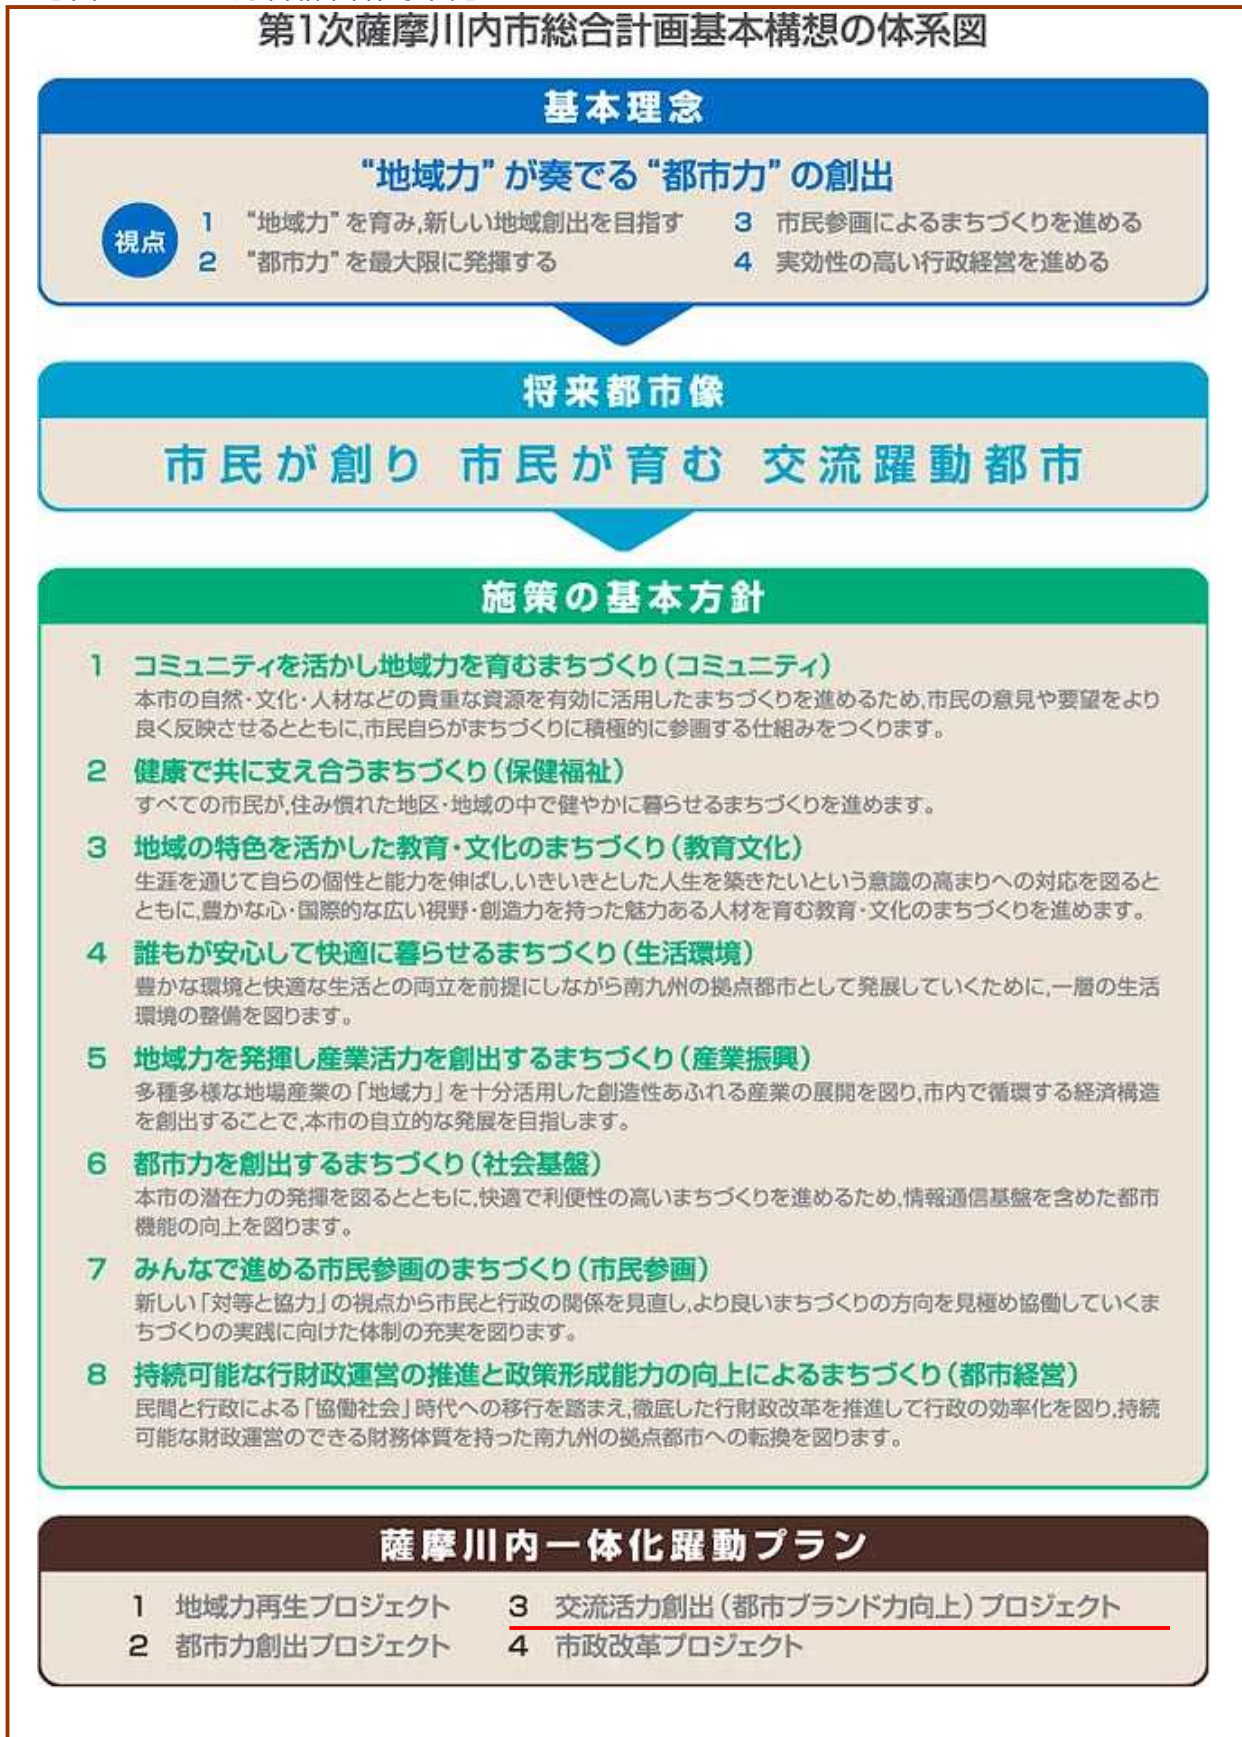 第1次薩摩川内市総合計画基本構想の体系図
基本理念
“地域力”が奏でる“都市力”の創出
視点
1 “地域力”を育み,新しい地域創出を目指す
2 “都市力”を最大限に発揮する
3 市民参画によるまちづくりを進める
4 実効性の高い行政経営を進める
将来都市像
市民が創り 市民が育む 交流躍動都市
施策の基本方針
1 コミュニティを活かし地域力を育むまちづくり(コミュニティ)
本市の自然・文化・人材などの貴重な資源を有効に活用したまちづくりを進めるため,市民の意見や要望をより
良く反映させるとともに,市民自らがまちづくりに積極的に参画する仕組みをつくります。
2 健康で共に支え合うまちづくり(保健福祉)
すべての市民が,住み慣れた地区・地域の中で健やかに暮らせるまちづくりを進めます。
3 地域の特色を活かした教育・文化のまちづくり(教育文化)
生涯を通じて自らの個性と能力を伸ばし,いきいきとした人生を築きたいという意識の高まりへの対応を図ると
ともに,豊かな心・国際的な広い視野・創造力を持った魅力ある人材を育む教育・文化のまちづくりを進めます。
4 誰もが安心して快適に暮らせるまちづくり(生活環境)
豊かな環境と快適な生活との両立を前提にしながら南九州の拠点都市として発展していくために,一層の生活
環境の整備を図ります。
5 地域力を発揮し産業活力を創出するまちづくり(産業振興)
多種多様な地場産業の「地域力」を十分活用した創造性あふれる産業の展開を図り,市内で循環する経済構造
を創出することで,本市の自立的な発展を目指します。
6 都市力を創出するまちづくり(社会基盤)
本市の潜在力の発揮を図るとともに,快適で利便性の高いまちづくりを進めるため,情報通信基盤を含めた都市
機能の向上を図ります。
7 みんなで進める市民参画のまちづくり(市民参画)
新しい「対等と協力」の視点から市民と行政の関係を見直し,より良いまちづくりの方向を見極め協働していくま
ちづくりの実践に向けた体制の充実を図ります。
8 持続可能な行財政運営の推進と政策形成能力の向上によるまちづくり(都市経営)
民間と行政による「協働社会」時代への移行を踏まえ,徹底した行財政改革を推進して行政の効率化を図り,持続
可能な財政運営のできる財務体質を持った南九州の拠点都市への転換を図ります。
薩摩川内一体化躍動プラン
1 地域力再生プロジェクト
2 都市力創出プロジェクト
3 交流活力創出(都市ブランド力向上)プロジェクト
4 市政改革プロジェクト